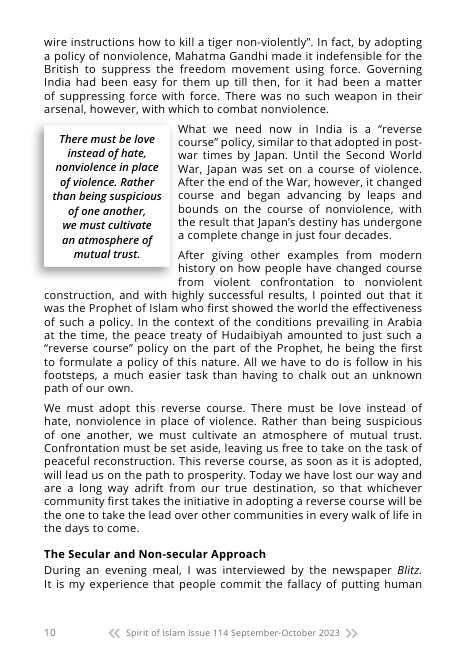 wire instructions how to kill a tiger non-violently”. In fact, by adopting
a policy of nonviolence, Mahatma Gandhi made it indefensible for the
British to suppress the freedom movement using force. Governing
India had been easy for them up till then, for it had been a matter
of suppressing force with force. There was no such weapon in their
arsenal, however, with which to combat nonviolence.
There must be love
instead of hate,
nonviolence in place
of violence. Rather
than being suspicious
of one another,
we must cultivate
an atmosphere of
mutual trust.
What we need now in India is a “reverse
course” policy, similar to that adopted in post-
war times by Japan. Until the Second World
War, Japan was set on a course of violence.
After the end of the War, however, it changed
course and began advancing by leaps and
bounds on the course of nonviolence, with
the result that Japan’s destiny has undergone
a complete change in just four decades.
After giving other examples from modern
history on how people have changed course
from violent confrontation to nonviolent
construction, and with highly successful results, I pointed out that it
was the Prophet of Islam who first showed the world the effectiveness
of such a policy. In the context of the conditions prevailing in Arabia
at the time, the peace treaty of Hudaibiyah amounted to just such a
“reverse course” policy on the part of the Prophet, he being the first
to formulate a policy of this nature. All we have to do is follow in his
footsteps, a much easier task than having to chalk out an unknown
path of our own.
We must adopt this reverse course. There must be love instead of
hate, nonviolence in place of violence. Rather than being suspicious
of one another, we must cultivate an atmosphere of mutual trust.
Confrontation must be set aside, leaving us free to take on the task of
peaceful reconstruction. This reverse course, as soon as it is adopted,
will lead us on the path to prosperity. Today we have lost our way and
are a long way adrift from our true destination, so that whichever
community first takes the initiative in adopting a reverse course will be
the one to take the lead over other communities in every walk of life in
the days to come.
The Secular and Non-secular Approach
During an evening meal, I was interviewed by the newspaper Blitz.
It is my experience that people commit the fallacy of putting human
10 Spirit of Islam Issue 114 September-October 2023